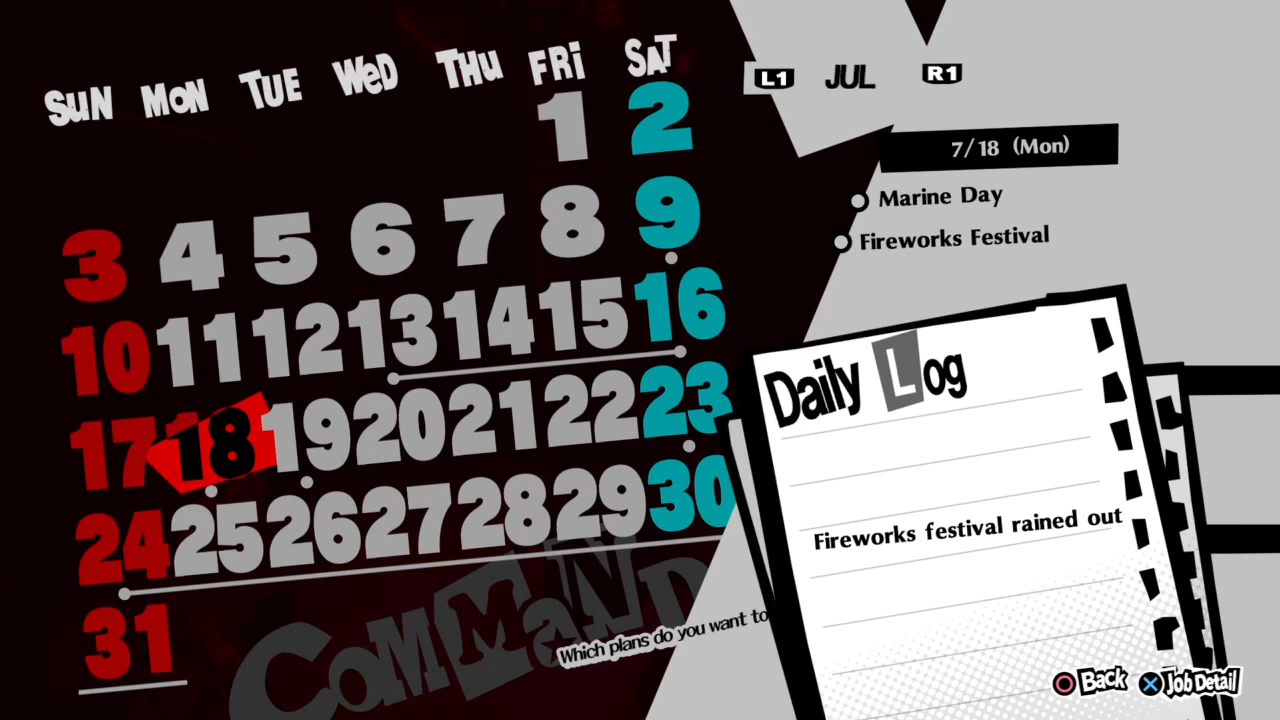 SUN MON TUE WED THU FRI SAT
L1 JUL R1
1 2
3 4 5 6 7 8 9
10 11 12 13 14 15 16
17 18 19 20 21 22 23
24 25 26 27 28 29 30
31
7/18 (Mon)
Marine Day
Fireworks Festival
Daily Log
Fireworks festival rained out
COMMAND
Which plans do you want to
Back Job Detail